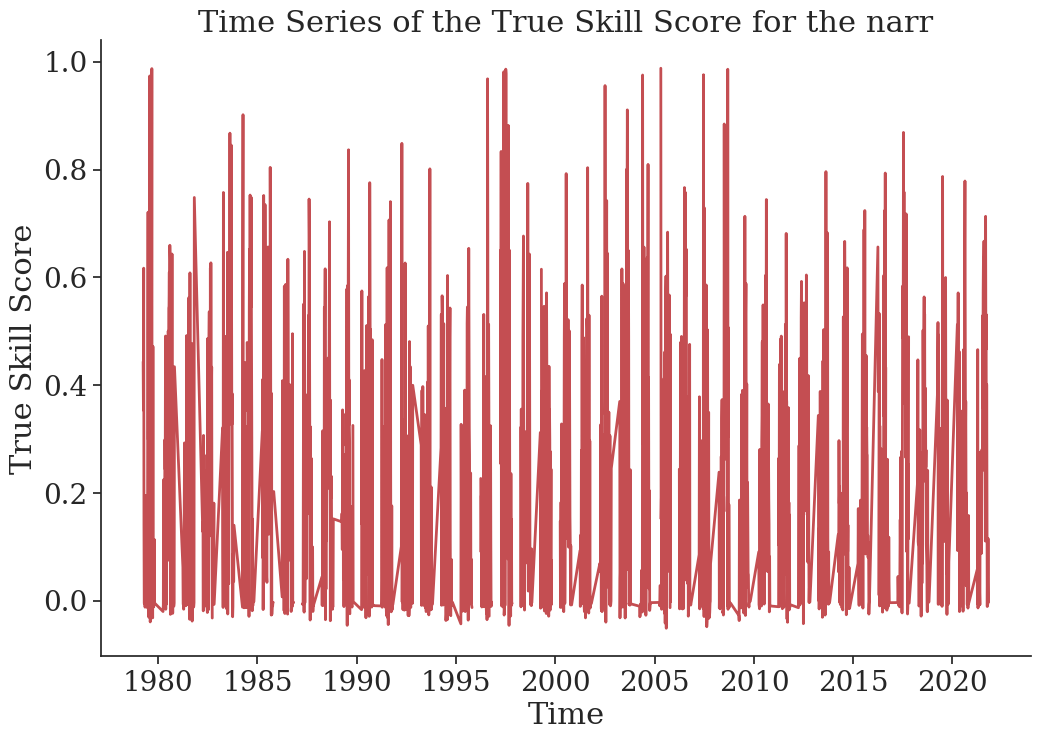 Time Series of the True Skill Score for the narr
True Skill Score
1.0
0.8
0.6
0.4
0.2
0.0
1980 1985 1990 1995 2000 2005 2010 2015 2020
Time